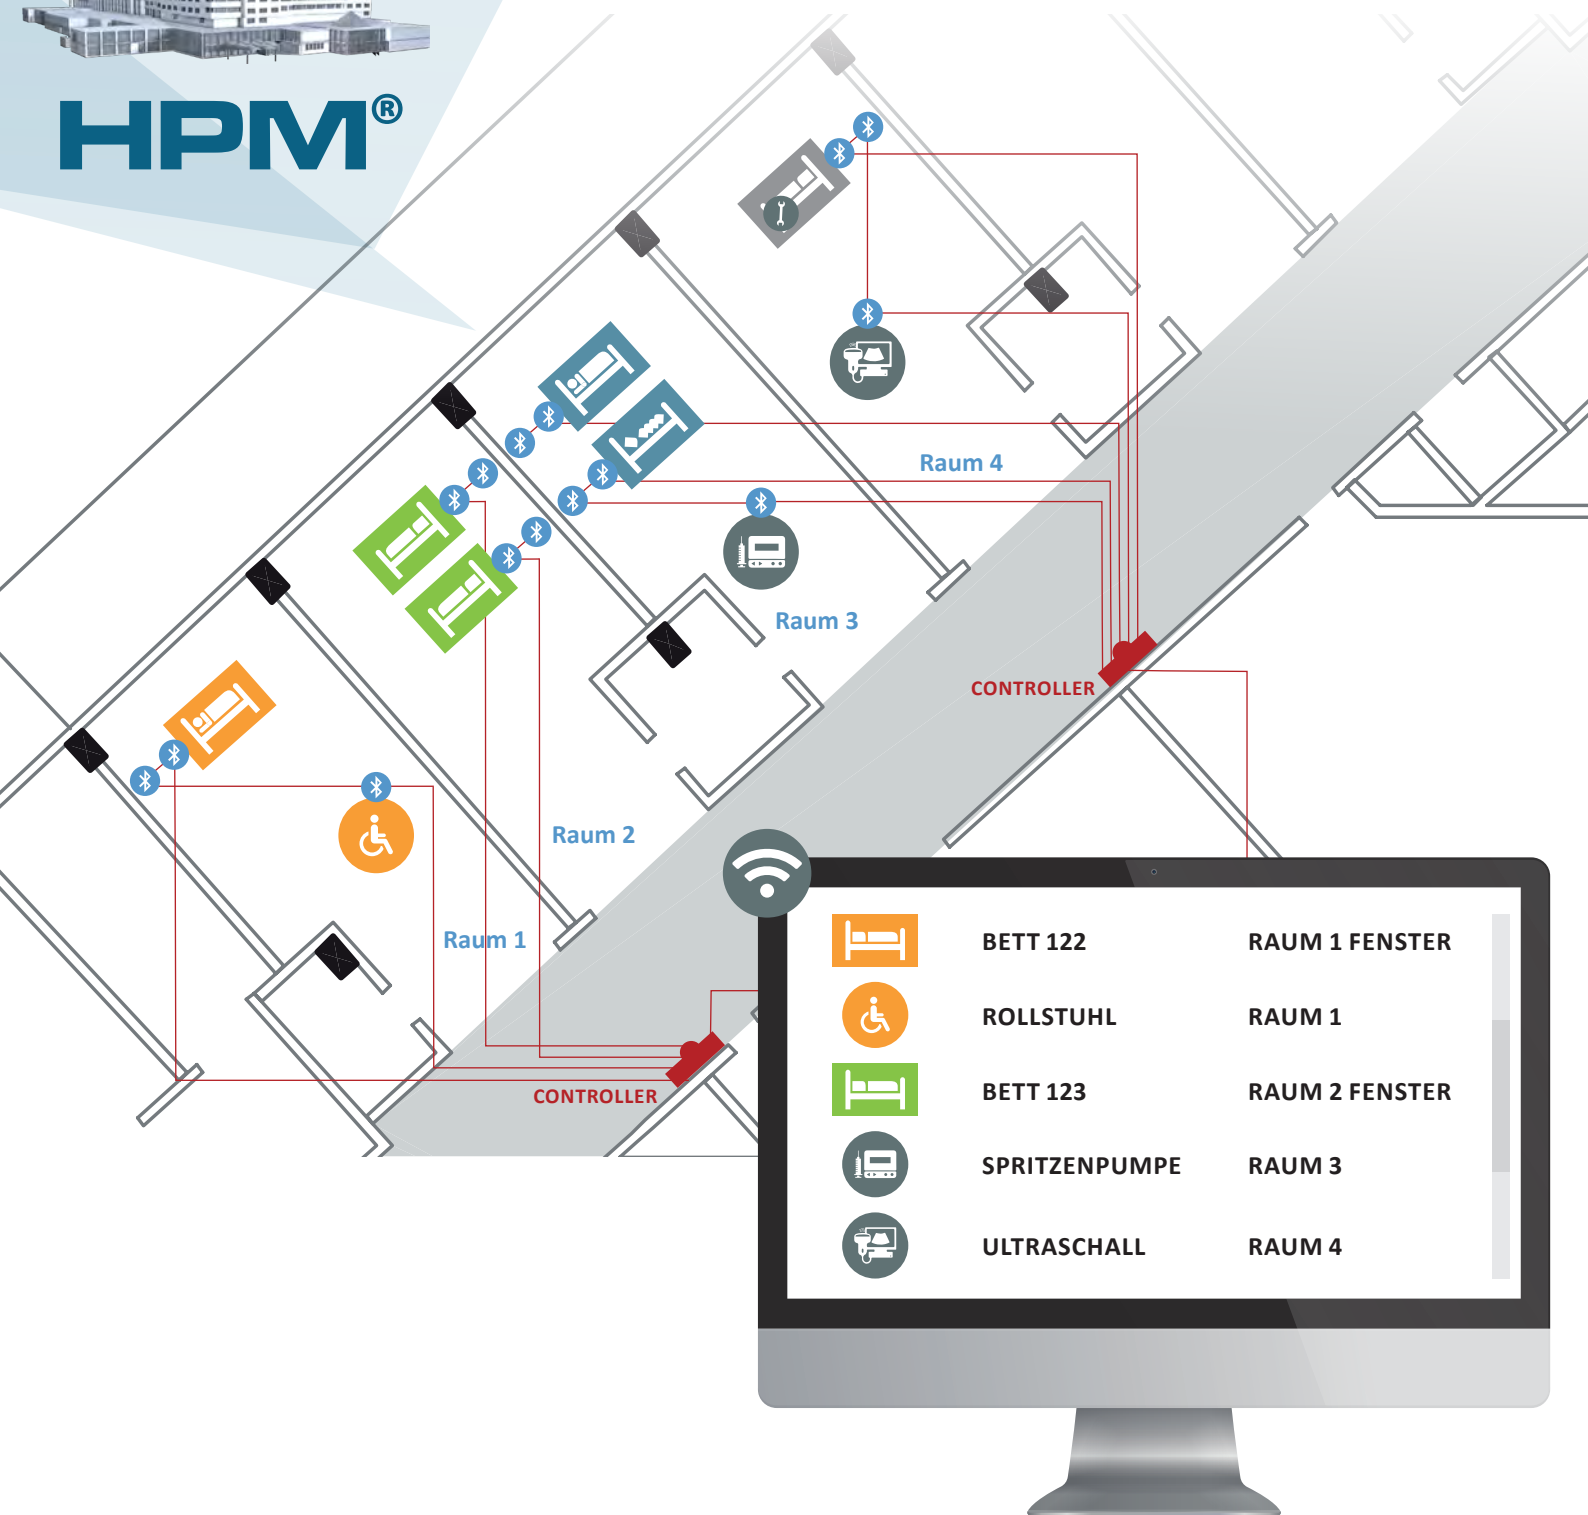 HPM®
Raum 4
Raum 3
CONTROLLER
Raum 2
Raum 1
CONTROLLER
BETT 122 RAUM 1 FENSTER
ROLLSTUHL RAUM 1
BETT 123 RAUM 2 FENSTER
SPRITZENPUMPE RAUM 3
ULTRASCHALL RAUM 4